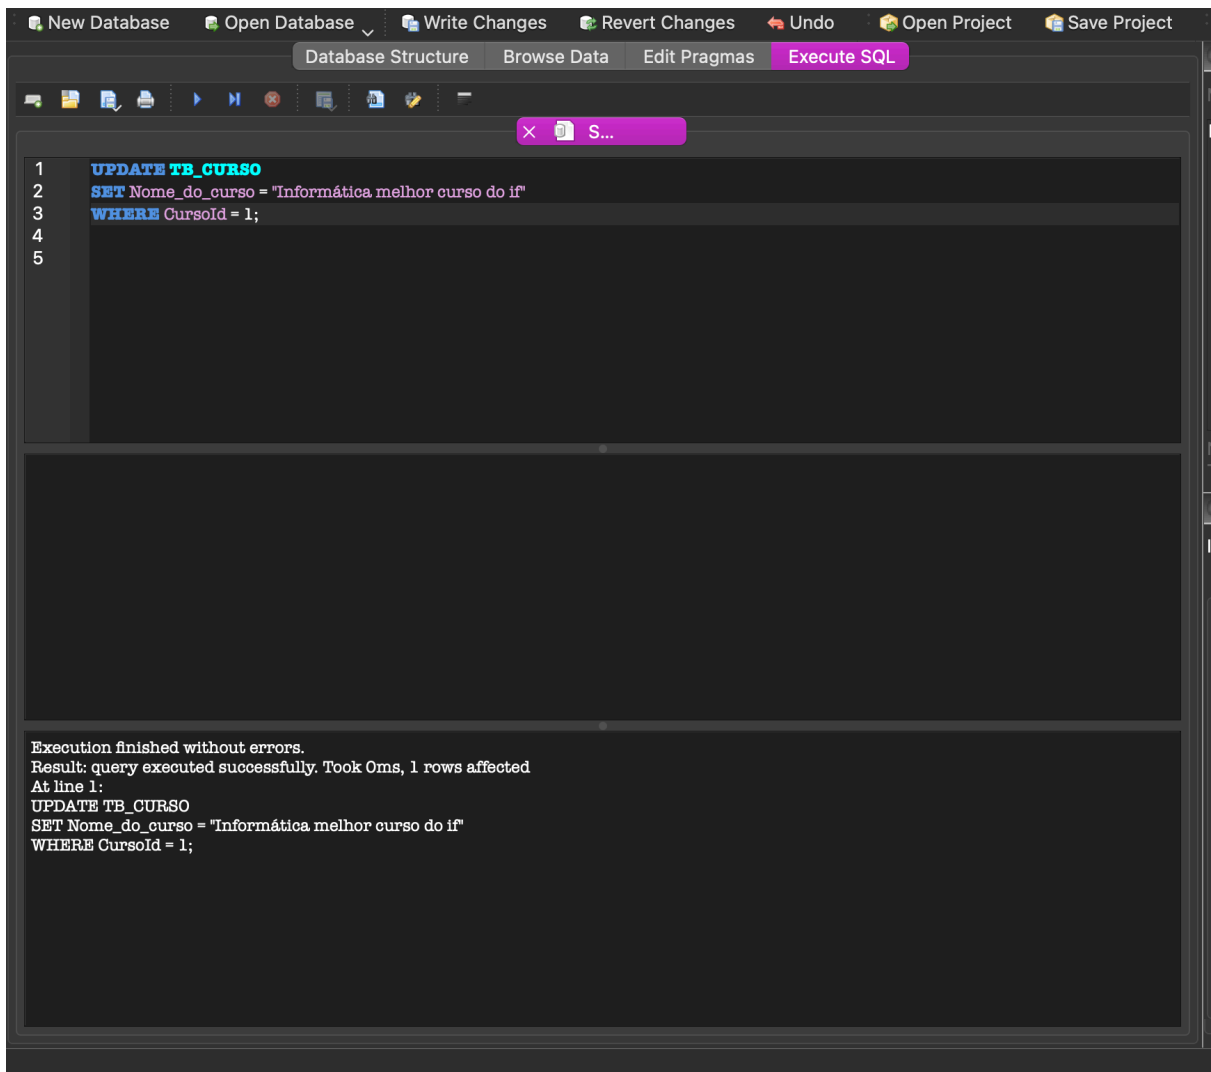 New Database Open Database Write Changes Revert Changes Undo Open Project Save Project
Database Structure Browse Data Edit Pragmas Execute SQL
S...
1 UPDATE TB_CURSO
2 SET Nome_do_curso = "Informática melhor curso do if"
3 WHERE CursoId = 1;
4
5
Execution finished without errors.
Result: query executed successfully. Took 0ms, 1 rows affected
At line 1:
UPDATE TB_CURSO
SET Nome_do_curso = "Informática melhor curso do if"
WHERE CursoId = 1;